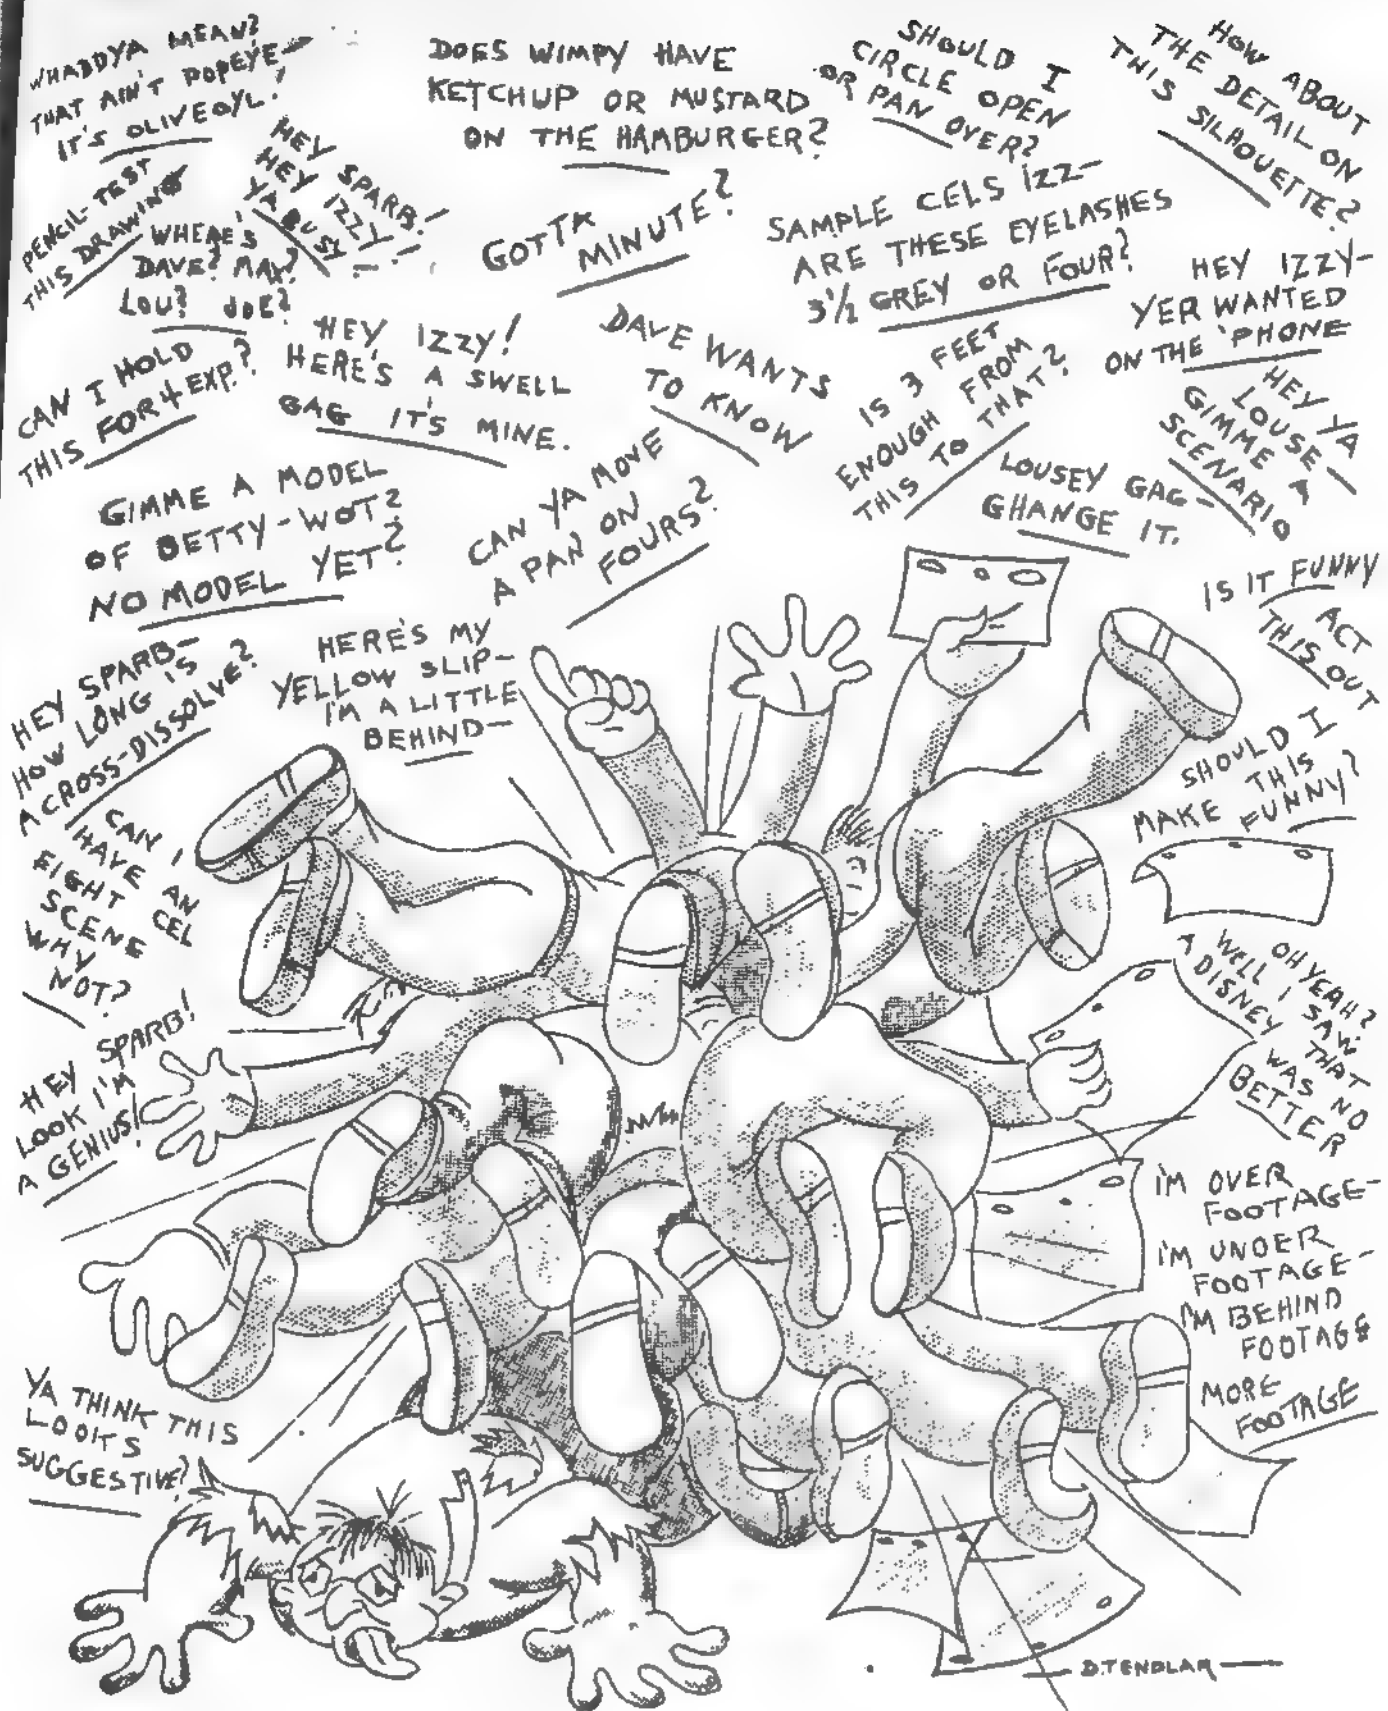 WHADDYA MEAN?
THAT AIN'T POPEYE-
IT'S OLIVEOYL!
DOES WIMPY HAVE
KETCHUP OR MUSTARD
ON THE HAMBURGER?
SHOULD I
CIRCLE OPEN
OR PAN OVER?
HOW ABOUT
THE DETAIL ON
THIS SILHOUETTE?
PENCIL-TEST
THIS DRAWING
HEY SPARB!
HEY IZZY!
YA BUSY-!
WHERE'S
DAVE? MAX?
LOU? JOE?
GOTTA
MINUTE?
SAMPLE CELS IZZ-
ARE THESE EYELASHES
3½ GREY OR FOUR?
HEY IZZY-
YER WANTED
ON THE 'PHONE
CAN I HOLD
THIS FOR 4 EXP.?
HEY IZZY!
HERE'S A SWELL
GAG IT'S MINE.
DAVE WANTS
TO KNOW
IS 3 FEET
ENOUGH FROM
THIS TO THAT?
HEY YA
LOUSE-
GIMME A
SCENARIO
GIMME A MODEL
OF BETTY-WOT?
NO MODEL YET?
CAN YA MOVE
A PAN ON
FOURS?
LOUSEY GAG-
GHANGE IT.
IS IT FUNNY
ACT
THIS OUT
HEY SPARB-
HOW LONG IS
A CROSS-DISSOLVE?
HERE'S MY
YELLOW SLIP-
I'M A LITTLE
BEHIND-
SHOULD I
MAKE THIS
FUNNY?
CAN I
HAVE AN
EIGHT CEL
SCENE
WHY
NOT?
OH YEAH?
WELL I SAW
A DISNEY THAT
WAS NO
BETTER
HEY SPARB!
LOOK I'M
A GENIUS!
I'M OVER
FOOTAGE-
I'M UNDER
FOOTAGE-
I'M BEHIND
FOOTAGE
MORE
FOOTAGE
YA THINK THIS
LOOKS
SUGGESTIVE?
D. TENDLAR